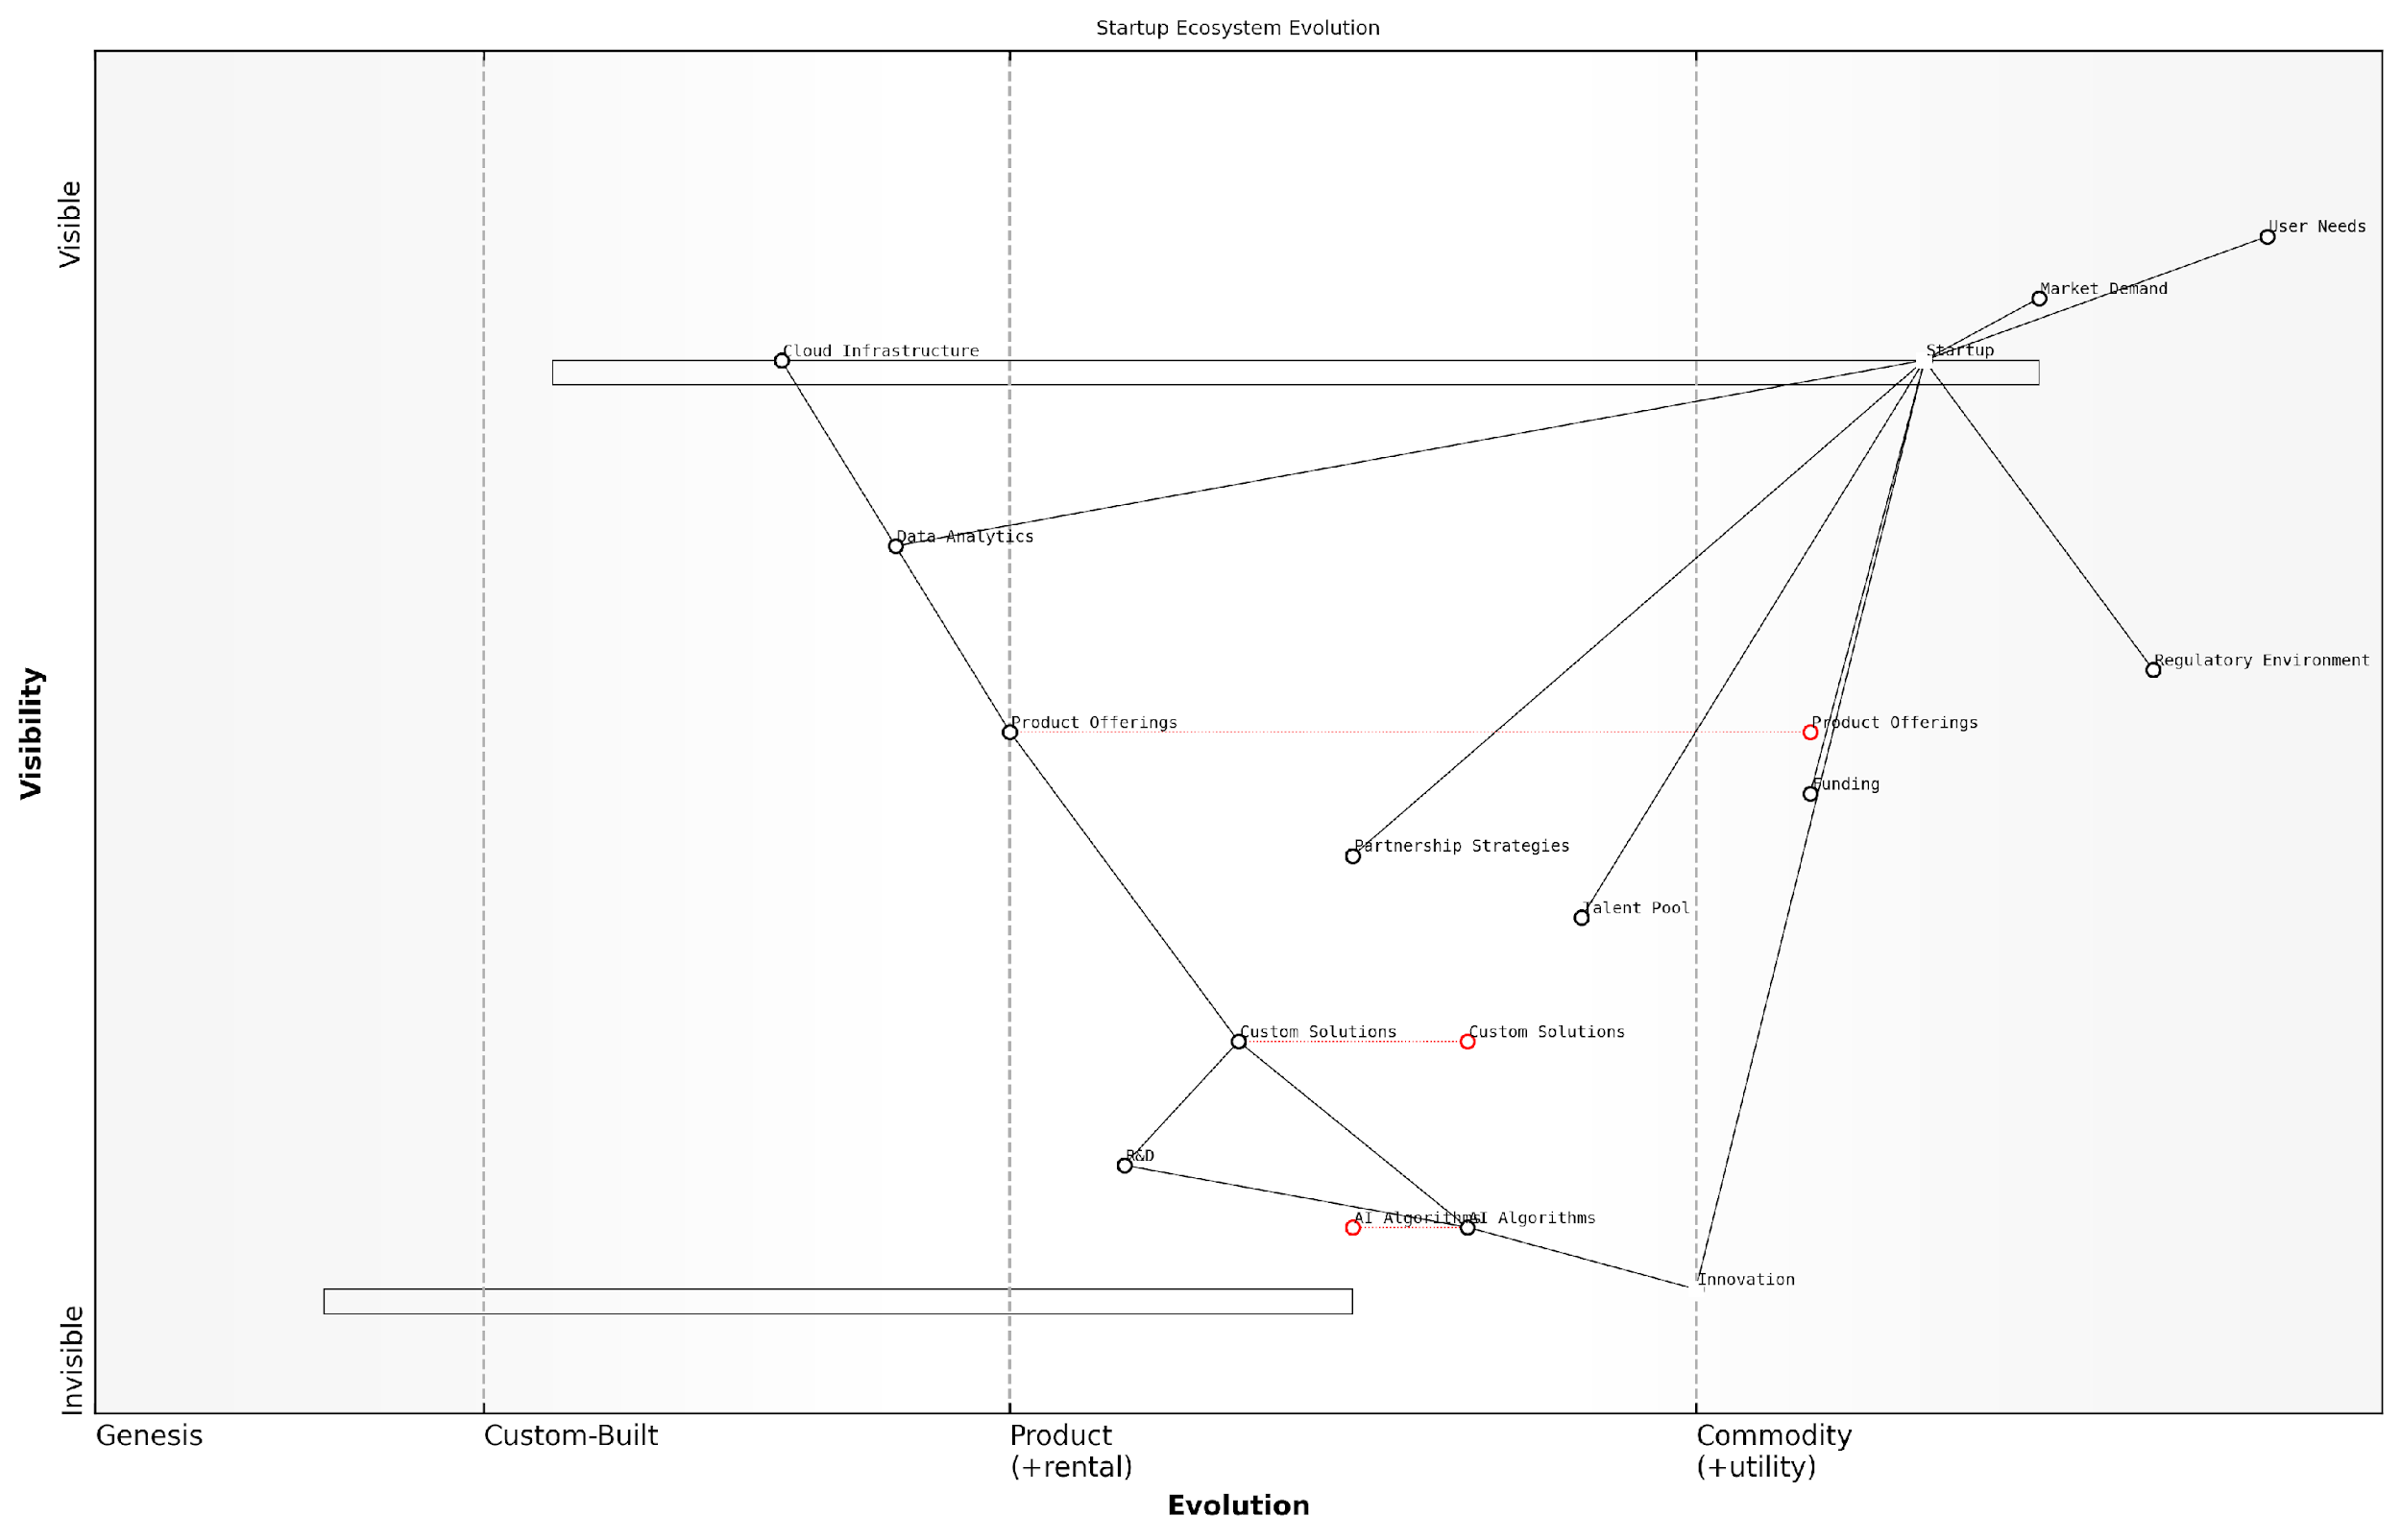 Startup Ecosystem Evolution
Visible
User Needs
Market Demand
Cloud Infrastructure
Startup
Data Analytics
Regulatory Environment
Visibility
Product Offerings
Product Offerings
Funding
Partnership Strategies
Talent Pool
Custom Solutions
Custom Solutions
R&D
AI Algorithms
AI Algorithms
Innovation
Invisible
Genesis
Custom-Built
Product
(+rental)
Commodity
(+utility)
Evolution